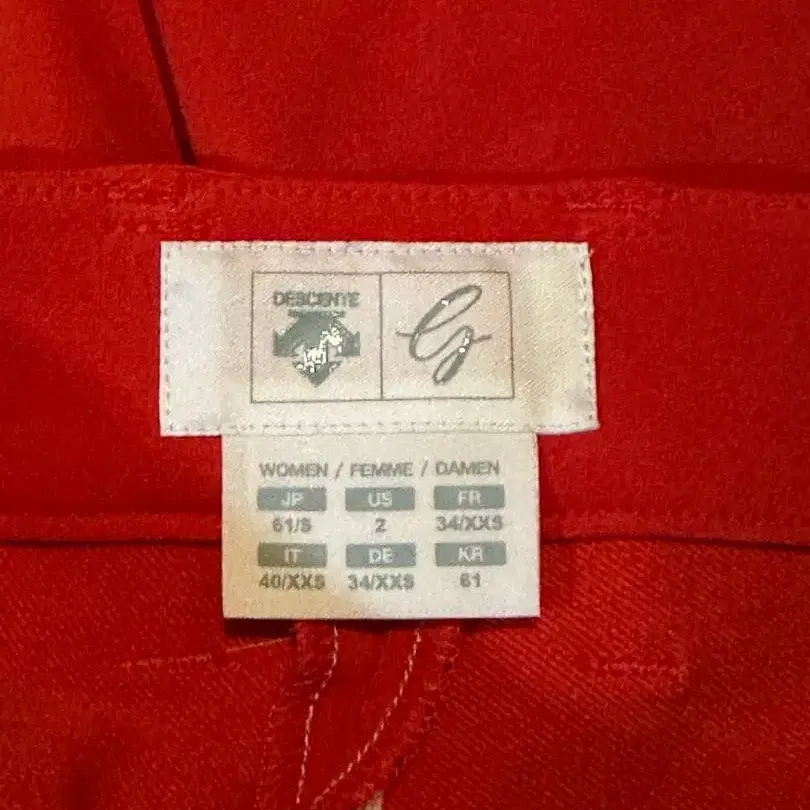 DESCENTE
WOMEN / FEMME / DAMEN
JP US FR
61/S 2 34/XXS
IT DE KR
40/XXS 34/XXS 61